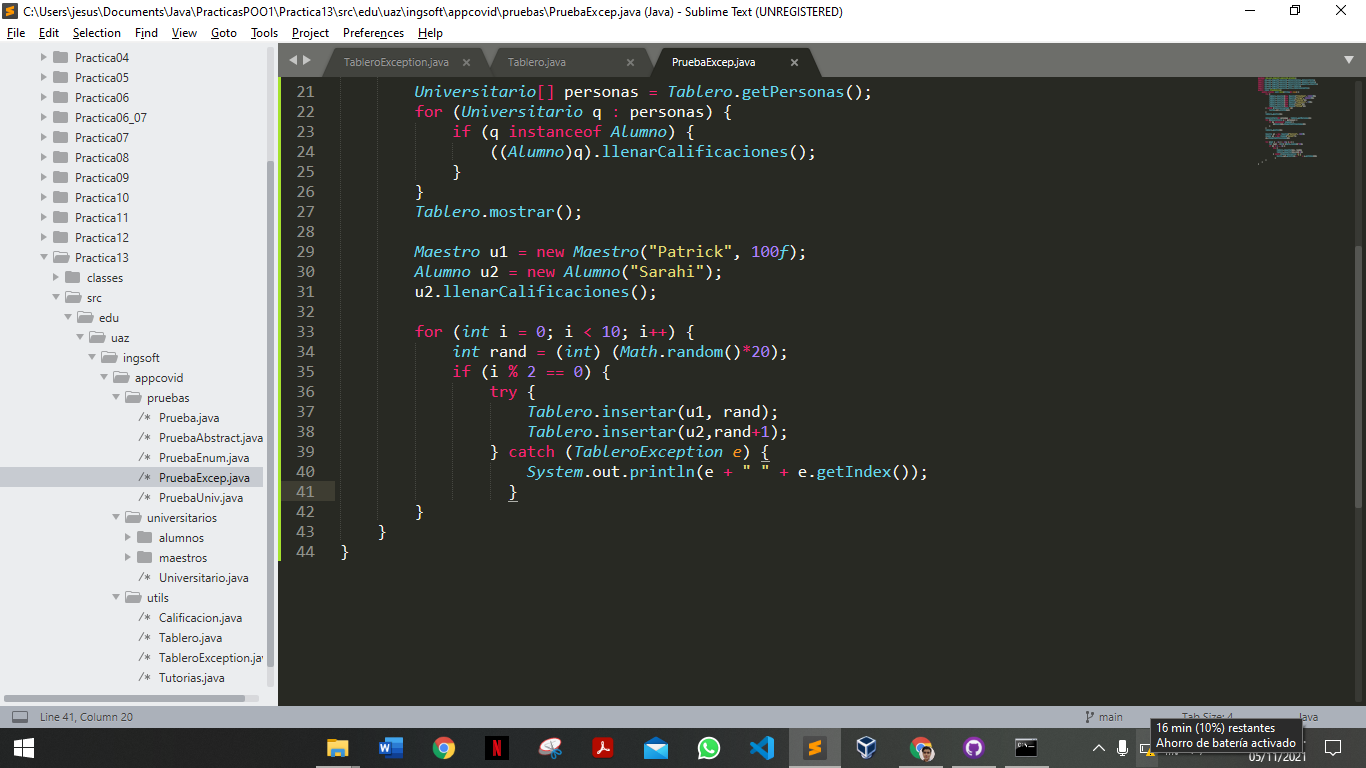 C:\Users\jesus\Documents\Java\PracticasPOO1\Practica13\src\edu\uaz\ingsoft\appcovid\pruebas\PruebaExcep.java (Java) - Sublime Text (UNREGISTERED)
File Edit Selection Find View Goto Tools Project Preferences Help
Practica04
Practica05
Practica06
Practica06_07
Practica07
Practica08
Practica09
Practica10
Practica11
Practica12
Practica13
classes
src
edu
uaz
ingsoft
appcovid
pruebas
/* Prueba.java
/* PruebaAbstract.java
/* PruebaEnum.java
/* PruebaExcep.java
/* PruebaUniv.java
universitarios
alumnos
maestros
/* Universitario.java
utils
/* Calificacion.java
/* Tablero.java
/* TableroException.jav
/* Tutorias.java
TableroException.java × Tablero.java × PruebaExcep.java ×
21 Universitario[] personas = Tablero.getPersonas();
22 for (Universitario q : personas) {
23 if (q instanceof Alumno) {
24 ((Alumno)q).llenarCalificaciones();
25 }
26 }
27 Tablero.mostrar();
28
29 Maestro u1 = new Maestro("Patrick", 100f);
30 Alumno u2 = new Alumno("Sarahi");
31 u2.llenarCalificaciones();
32
33 for (int i = 0; i < 10; i++) {
34 int rand = (int) (Math.random()*20);
35 if (i % 2 == 0) {
36 try {
37 Tablero.insertar(u1, rand);
38 Tablero.insertar(u2,rand+1);
39 } catch (TableroException e) {
40 System.out.println(e + " " + e.getIndex());
41 }
42 }
43 }
44 }
Line 41, Column 20 main Tab Size: 4 Java
16 min (10%) restantes
Ahorro de batería activado
05/11/2021